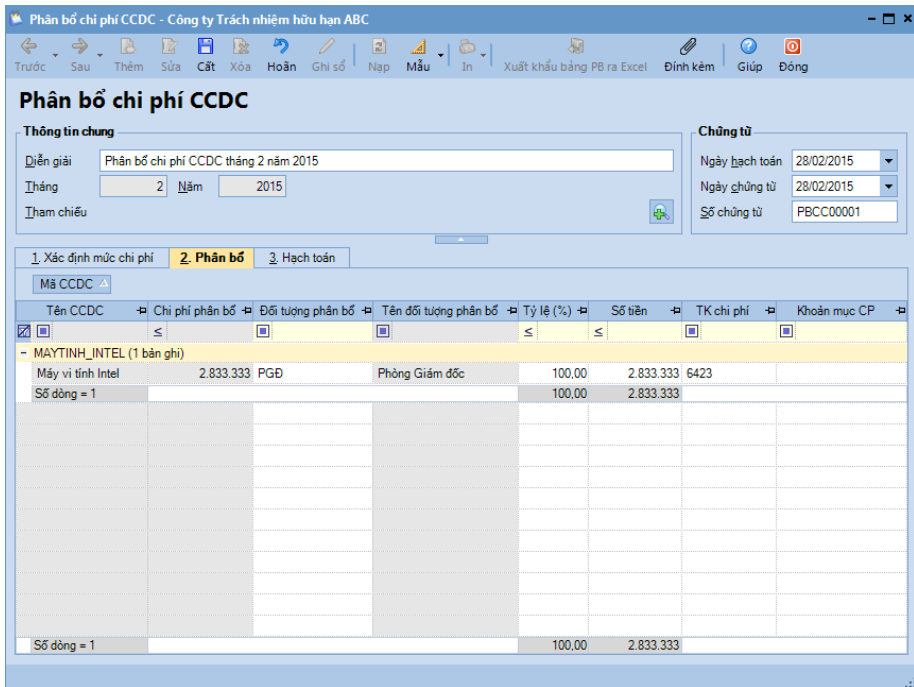 Phân bổ chi phí CCDC - Công ty Trách nhiệm hữu hạn ABC
Trước Sau Thêm Sửa Cất Xóa Hoãn Ghi sổ Nạp Mẫu In Xuất khẩu bảng PB ra Excel Đính kèm Giúp Đóng
Phân bổ chi phí CCDC
Thông tin chung Chứng từ
Diễn giải Phân bổ chi phí CCDC tháng 2 năm 2015 Ngày hạch toán 28/02/2015
Tháng 2 Năm 2015 Ngày chứng từ 28/02/2015
Tham chiếu Số chứng từ PBCC00001
1. Xác định mức chi phí 2. Phân bổ 3. Hạch toán
Mã CCDC
Tên CCDC Chi phí phân bổ Đối tượng phân bổ Tên đối tượng phân bổ Tỷ lệ (%) Số tiền TK chi phí Khoản mục CP
≤ ≤ ≤
MAYTINH_INTEL (1 bản ghi)
Máy vi tính Intel 2.833.333 PGĐ Phòng Giám đốc 100,00 2.833.333 6423
Số dòng = 1 100,00 2.833.333
Số dòng = 1 100,00 2.833.333